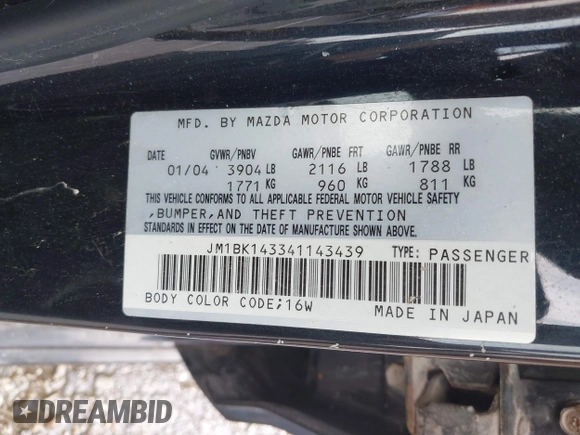 MFD. BY MAZDA MOTOR CORPORATION
DATE GVWR/PNBV GAWR/PNBE FRT GAWR/PNBE RR
01/04 3904 LB 2116 LB 1788 LB
1771 KG 960 KG 811 KG
THIS VEHICLE CONFORMS TO ALL APPLICABLE FEDERAL MOTOR VEHICLE SAFETY
,BUMPER,AND THEFT PREVENTION
STANDARDS IN EFFECT ON THE DATE OF MANUFACTURE SHOWN ABOVE.
JM1BK143341143439 TYPE: PASSENGER
BODY COLOR CODE;16W MADE IN JAPAN
DREAMBID